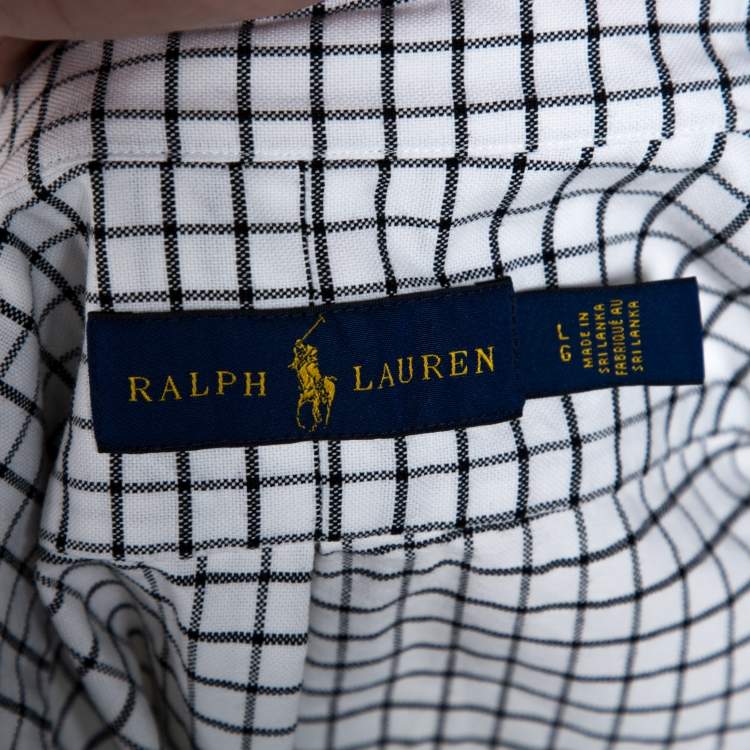 RALPH LAUREN
MADE IN
SRI LANKA
FABRIQUÉ AU
SRI LANKA